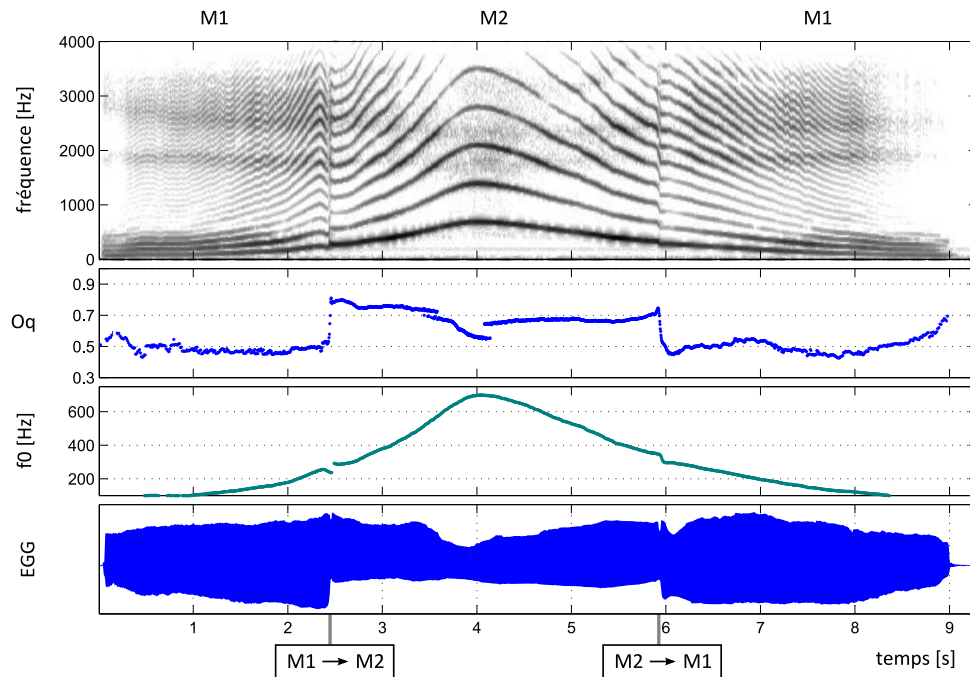 M1 M2 M1
4000
3000
2000
1000
0
fréquence [Hz]
0.9
0.7
0.5
0.3
Oq
600
400
200
f0 [Hz]
EGG
1 2 3 4 5 6 7 8 9
M1 → M2
M2 → M1
temps [s]